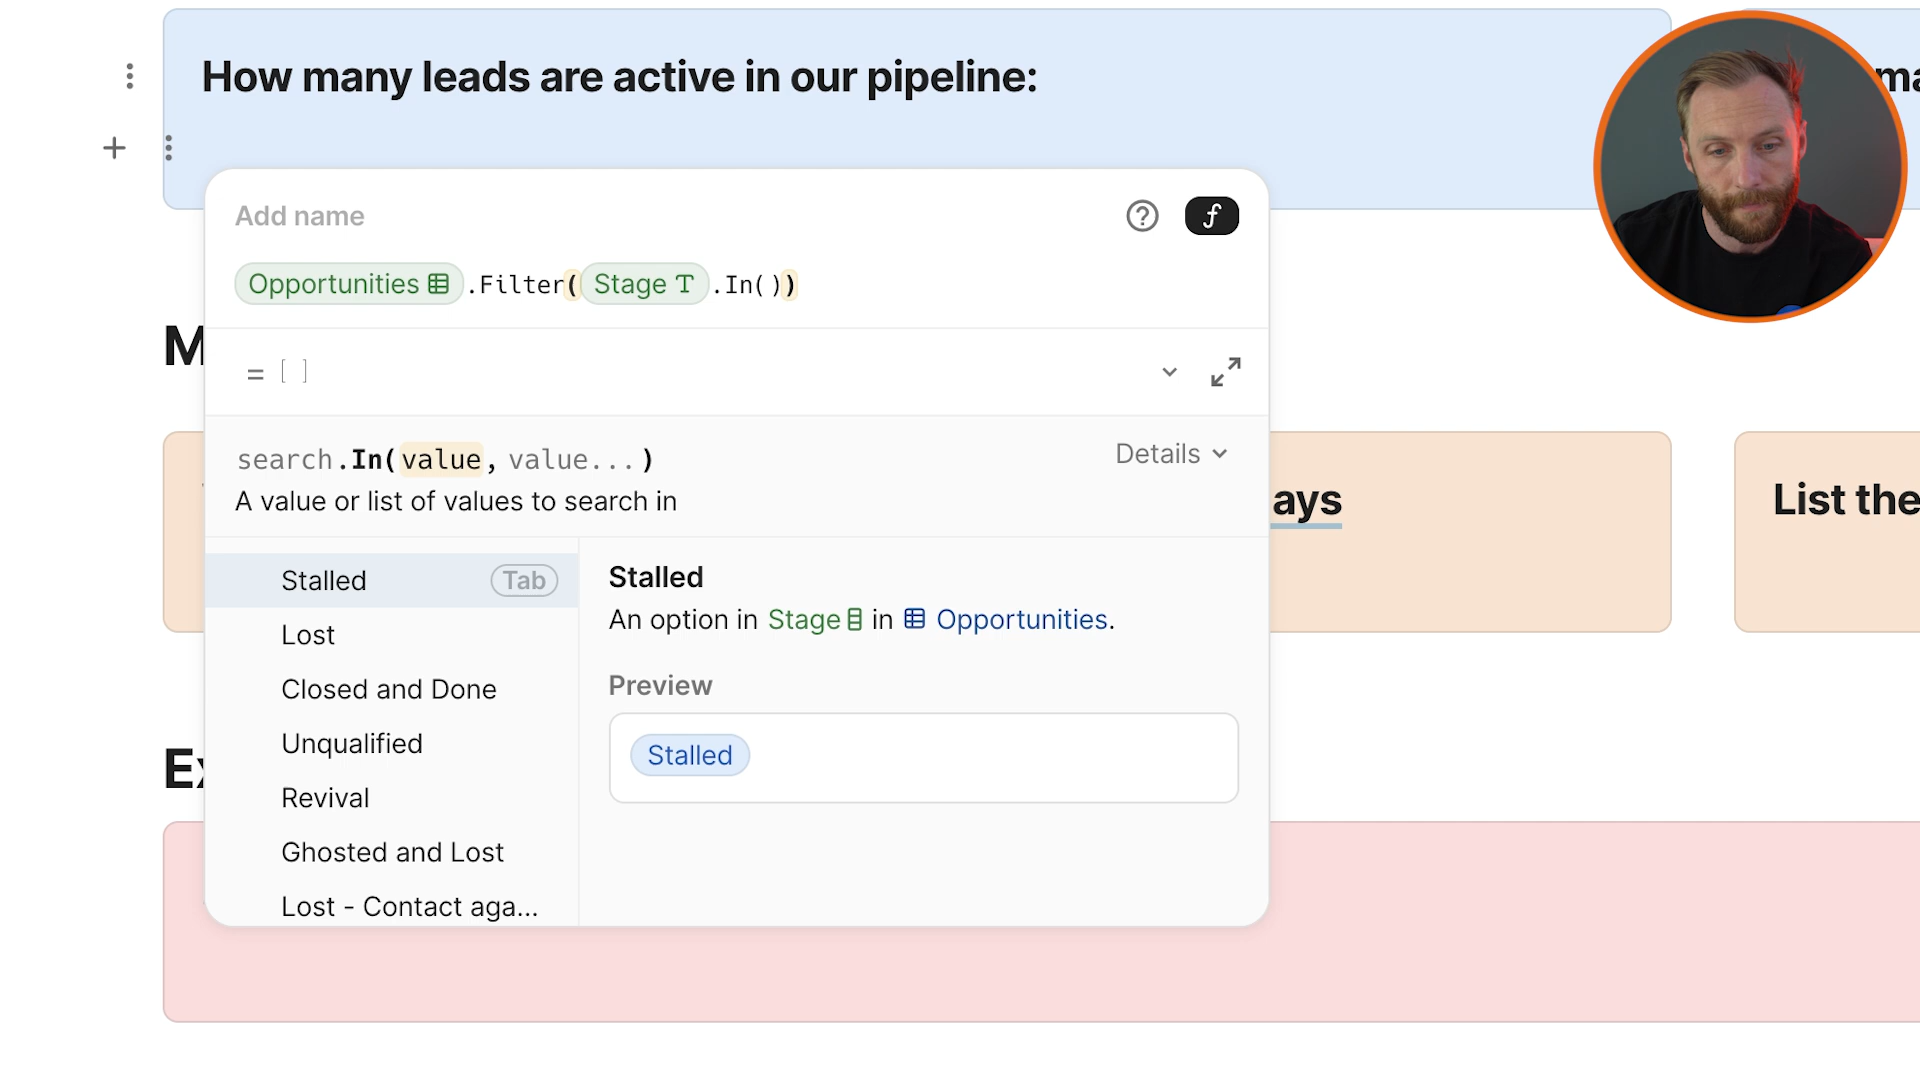 How many leads are active in our pipeline:
ma
Add name
Opportunities .Filter(Stage .In())
M
= [ ]
search.In(value, value...)
Details
A value or list of values to search in
ays
List the
Stalled Tab
Lost
Closed and Done
Unqualified
Revival
Ghosted and Lost
Lost - Contact aga...
Stalled
An option in Stage in Opportunities.
Preview
Stalled
Ex